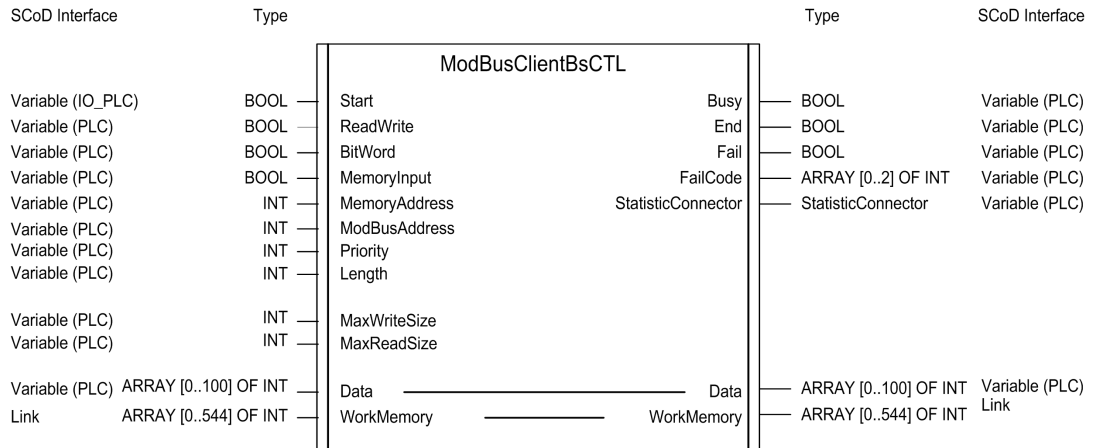 SCoD Interface Type Type SCoD Interface
ModBusClientBsCTL
Variable (IO_PLC) BOOL Start Busy BOOL Variable (PLC)
Variable (PLC) BOOL ReadWrite End BOOL Variable (PLC)
Variable (PLC) BOOL BitWord Fail BOOL Variable (PLC)
Variable (PLC) BOOL MemoryInput FailCode ARRAY [0..2] OF INT Variable (PLC)
Variable (PLC) INT MemoryAddress StatisticConnector StatisticConnector Variable (PLC)
Variable (PLC) INT ModBusAddress
Variable (PLC) INT Priority
Variable (PLC) INT Length
Variable (PLC) INT MaxWriteSize
Variable (PLC) INT MaxReadSize
Variable (PLC) ARRAY [0..100] OF INT Data Data ARRAY [0..100] OF INT Variable (PLC)
Link ARRAY [0..544] OF INT WorkMemory WorkMemory ARRAY [0..544] OF INT Link